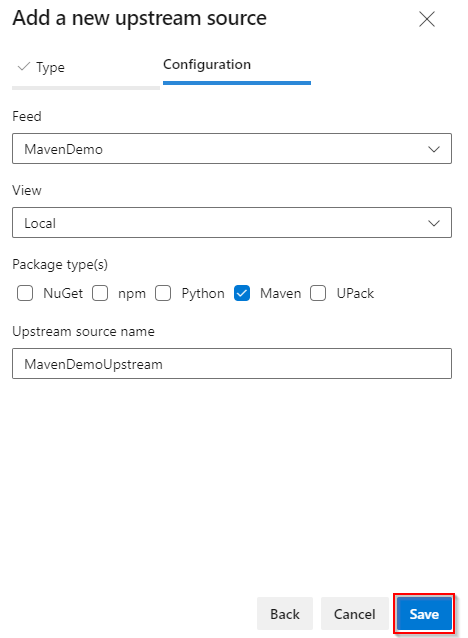 Add a new upstream source
Type
Configuration
Feed
MavenDemo
View
Local
Package type(s)
NuGet npm Python Maven UPack
Upstream source name
MavenDemoUpstream
Back Cancel Save